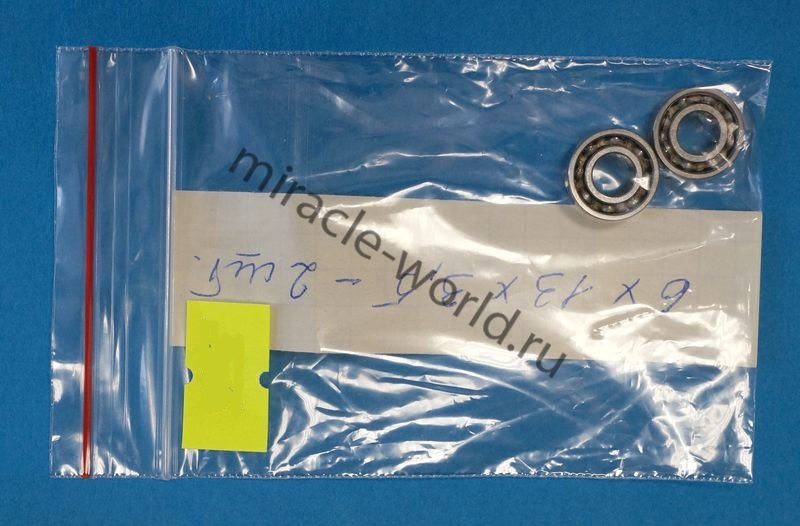 6 x 13 x 3,5 - 2 шт.
miracle-world.ru